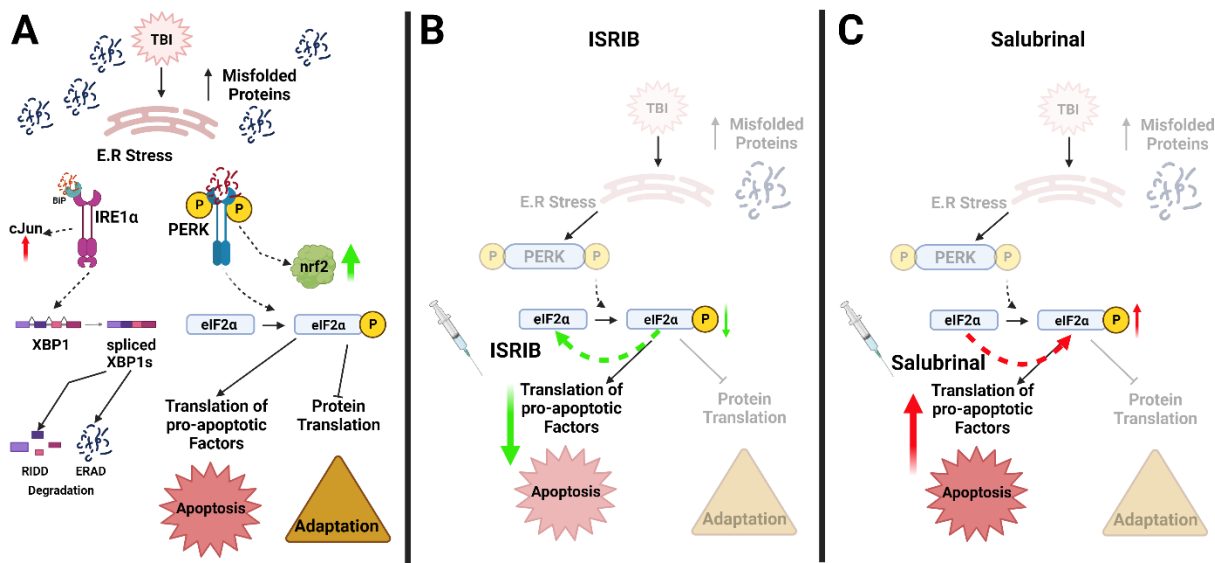 A
TBI
Misfolded
Proteins
E.R Stress
BIP
IRE1α
cJun
P
P
PERK
nrf2
XBP1
spliced
XBP1s
eIF2α
eIF2α
P
RIDD
ERAD
Degradation
Translation of
pro-apoptotic
Factors
Protein
Translation
Apoptosis
Adaptation
B
ISRIB
TBI
Misfolded
Proteins
E.R Stress
P
PERK
P
eIF2α
eIF2α
P
ISRIB
Translation of
pro-apoptotic
Factors
Protein
Translation
Apoptosis
Adaptation
C
Salubrinal
TBI
Misfolded
Proteins
E.R Stress
P
PERK
P
eIF2α
eIF2α
P
Salubrinal
Translation of
pro-apoptotic
Factors
Protein
Translation
Apoptosis
Adaptation